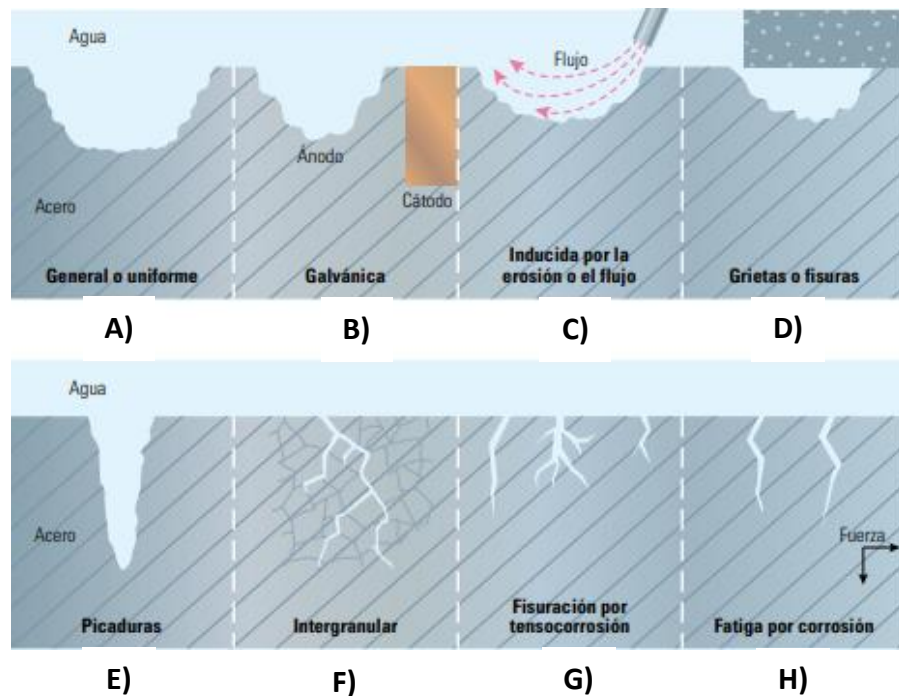 Agua
Flujo
Ánodo
Acero
Cátodo
General o uniforme
Galvánica
Inducida por la
erosión o el flujo
Grietas o fisuras
A)
B)
C)
D)
Agua
Acero
Fuerza
Picaduras
Intergranular
Fisuración por
tensocorrosión
Fatiga por corrosión
E)
F)
G)
H)